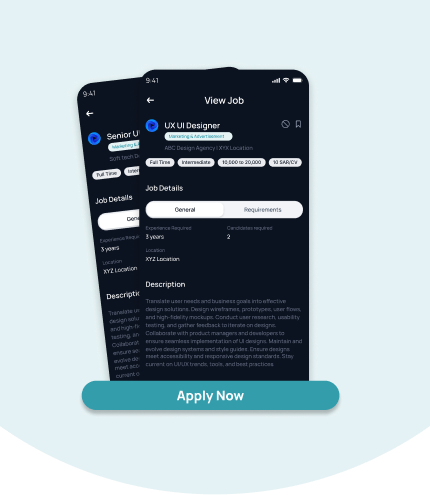 9:41
Senior U
Marketing &
Soft tech D
Full Time
Inter
Job Details
Gene
Experience Requi
3 years
Location
XYZ Location
Descriptio
Translate us
design solu
and high-fi
testing, an
Collaborat
ensure se
evolve de
meet acc
current o
9:41
View Job
UX UI Designer
Marketing & Advertisement
ABC Design Agency I XYX Location
Full Time Intermediate 10,000 to 20,000 10 SAR/CV
Job Details
General Requirements
Experience Required Candidates required
3 years 2
Location
XYZ Location
Description
Translate user needs and business goals into effective
design solutions. Design wireframes, prototypes, user flows,
and high-fidelity mockups. Conduct user research, usability
testing, and gather feedback to iterate on designs.
Collaborate with product managers and developers to
ensure seamless implementation of UI designs. Maintain and
evolve design systems and style guides. Ensure designs
meet accessibility and responsive design standards. Stay
current on UI/UX trends, tools, and best practices.
Apply Now